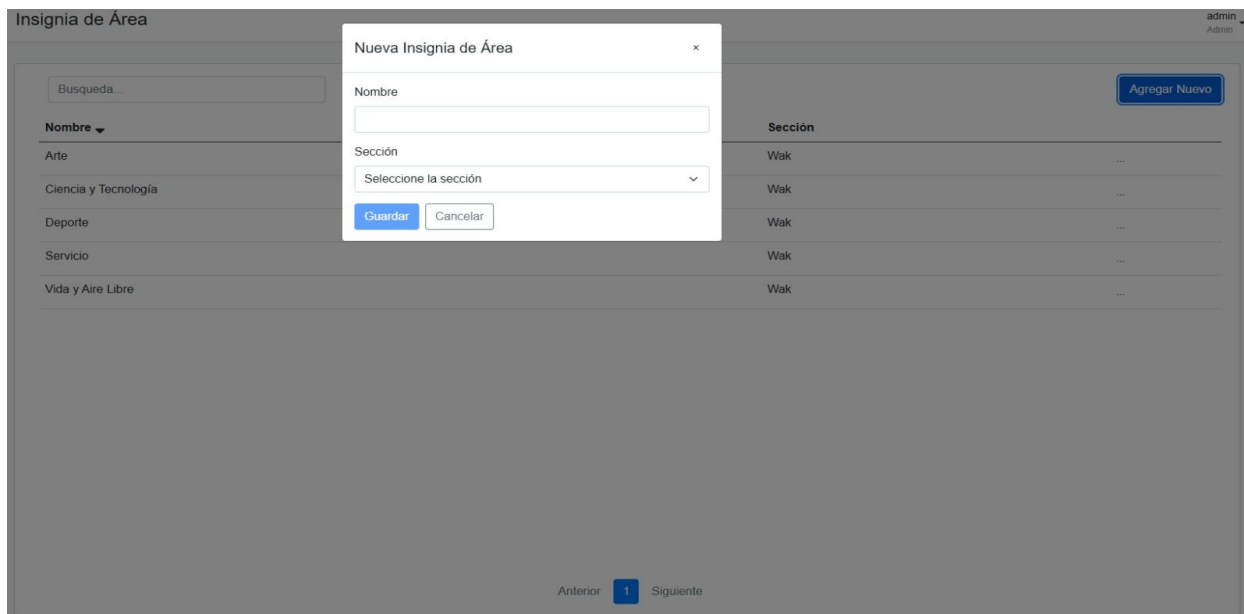 Insignia de Área
admin
Admin
Nueva Insignia de Área ×
Busqueda...
Agregar Nuevo
Nombre
Sección
Seleccione la sección
Guardar Cancelar
Nombre Sección
Arte Wak ...
Ciencia y Tecnología Wak ...
Deporte Wak ...
Servicio Wak ...
Vida y Aire Libre Wak ...
Anterior 1 Siguiente